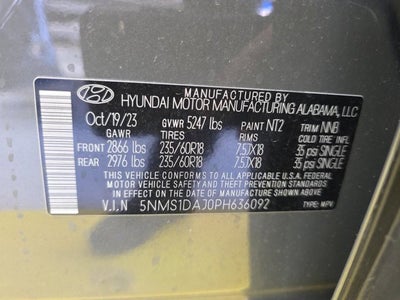 MANUFACTURED BY
HYUNDAI MOTOR MANUFACTURING ALABAMA, LLC
Oct/19/23 GVWR 5247 lbs PAINT NT2 TRIM NNB
GAWR TIRES RIMS COLD TIRE INFL.
FRONT 2866 lbs 235/60R18 7.5JX18 35 psi SINGLE
REAR 2976 lbs 235/60R18 7.5JX18 35 psi SINGLE
THIS VEHICLE CONFORMS TO ALL APPLICABLE
FEDERAL MOTOR VEHICLE SAFETY STANDARDS
IN EFFECT ON THE DATE OF MANUFACTURE SHOWN ABOVE.
V.I.N 5NMS1DAJ0PH636092 TYPE:MPV